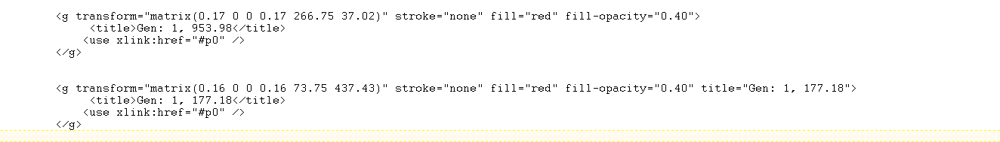 <g transform="matrix(0.17 0 0 0.17 266.75 37.02)" stroke="none" fill="red" fill-opacity="0.40">
<title>Gen: 1, 953.98</title>
<use xlink:href="#p0" />
</g>
<g transform="matrix(0.16 0 0 0.16 73.75 437.43)" stroke="none" fill="red" fill-opacity="0.40" title="Gen: 1, 177.18">
<title>Gen: 1, 177.18</title>
<use xlink:href="#p0" />
</g>